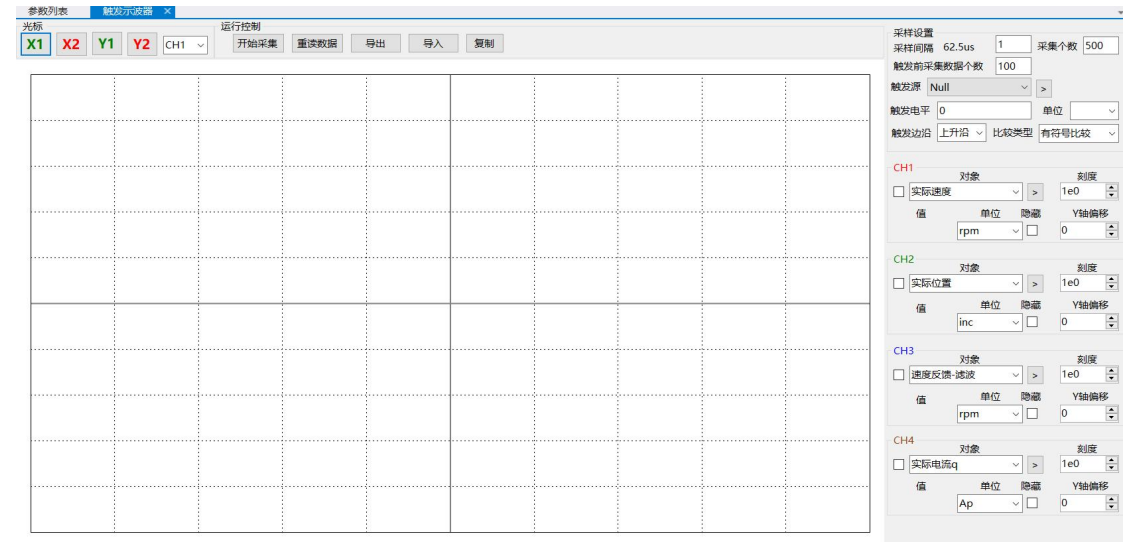 参数列表 触发示波器 ×
光标 运行控制
X1 X2 Y1 Y2 CH1 开始采集 重读数据 导出 导入 复制
采样设置
采样间隔 62.5us 1 采集个数 500
触发前采集数据个数 100
触发源 Null >
触发电平 0 单位
触发边沿 上升沿 比较类型 有符号比较
CH1
对象 刻度
实际速度 > 1e0
值 单位 隐藏 Y轴偏移
rpm 0
CH2
对象 刻度
实际位置 > 1e0
值 单位 隐藏 Y轴偏移
inc 0
CH3
对象 刻度
速度反馈-滤波 > 1e0
值 单位 隐藏 Y轴偏移
rpm 0
CH4
对象 刻度
实际电流q > 1e0
值 单位 隐藏 Y轴偏移
Ap 0